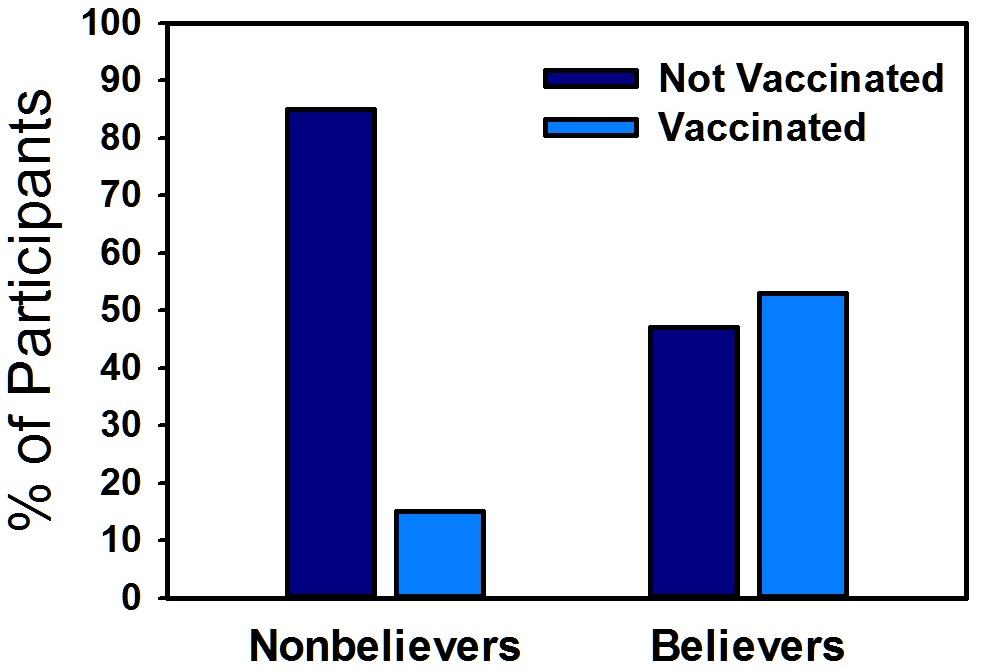 % of Participants
100
90
80
70
60
50
40
30
20
10
0
Not Vaccinated
Vaccinated
Nonbelievers
Believers